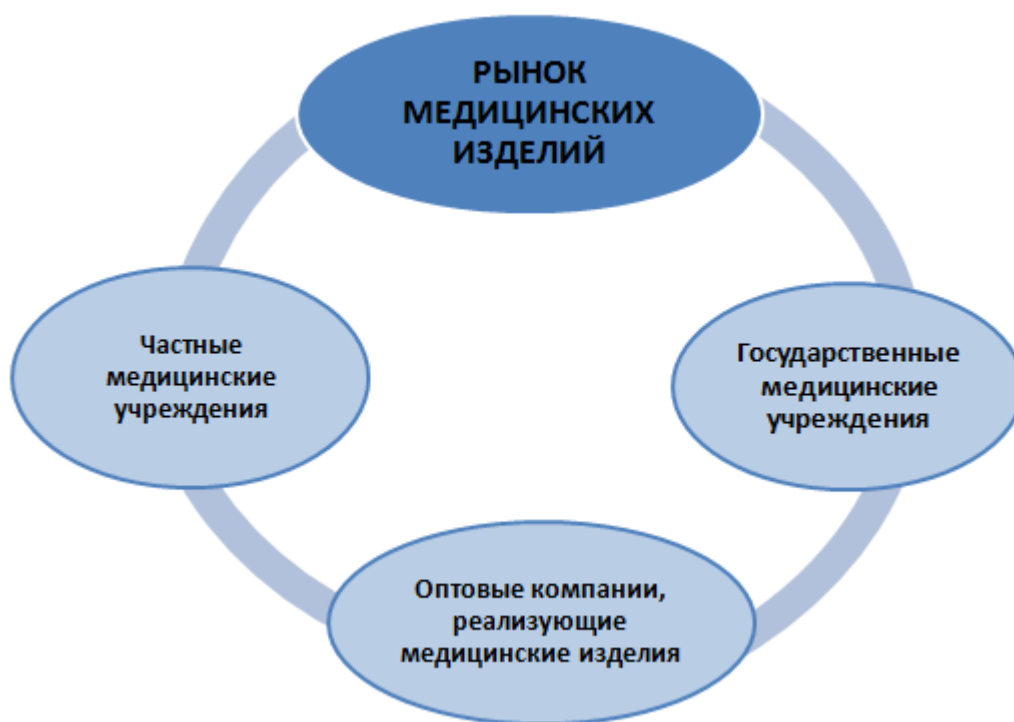 РЫНОК
МЕДИЦИНСКИХ
ИЗДЕЛИЙ
Частные
медицинские
учреждения
Государственные
медицинские
учреждения
Оптовые компании,
реализующие
медицинские изделия